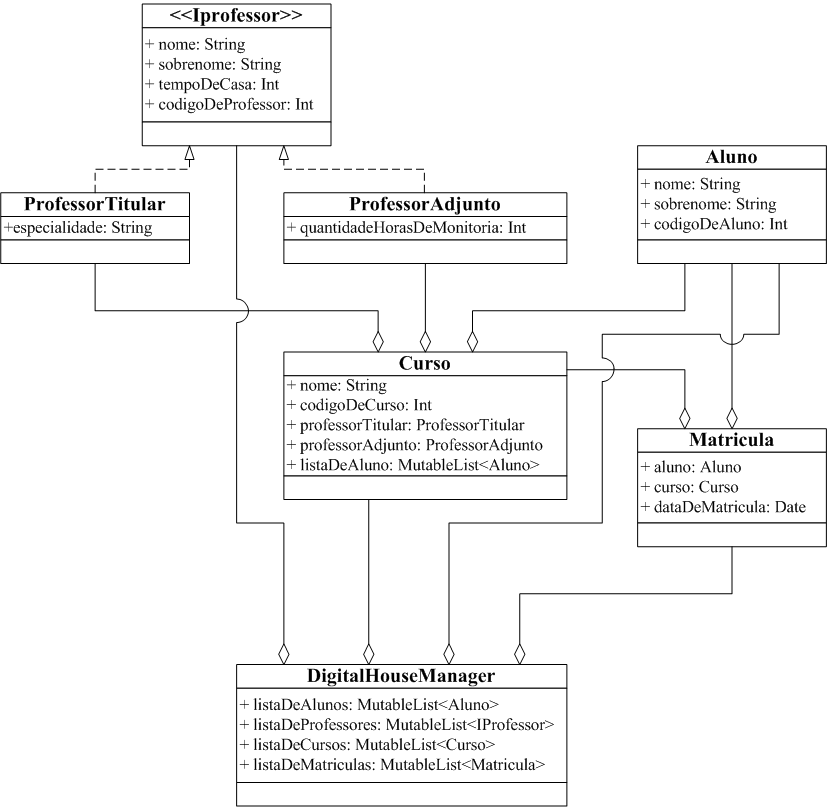 <<Iprofessor>>
+ nome: String
+ sobrenome: String
+ tempoDeCasa: Int
+ codigoDeProfessor: Int
ProfessorTitular
+especialidade: String
ProfessorAdjunto
+ quantidadeHorasDeMonitoria: Int
Aluno
+ nome: String
+ sobrenome: String
+ codigoDeAluno: Int
Curso
+ nome: String
+ codigoDeCurso: Int
+ professorTitular: ProfessorTitular
+ professorAdjunto: ProfessorAdjunto
+ listaDeAluno: MutableList<Aluno>
Matricula
+ aluno: Aluno
+ curso: Curso
+ dataDeMatricula: Date
DigitalHouseManager
+ listaDeAlunos: MutableList<Aluno>
+ listaDeProfessores: MutableList<IProfessor>
+ listaDeCursos: MutableList<Curso>
+ listaDeMatriculas: MutableList<Matricula>